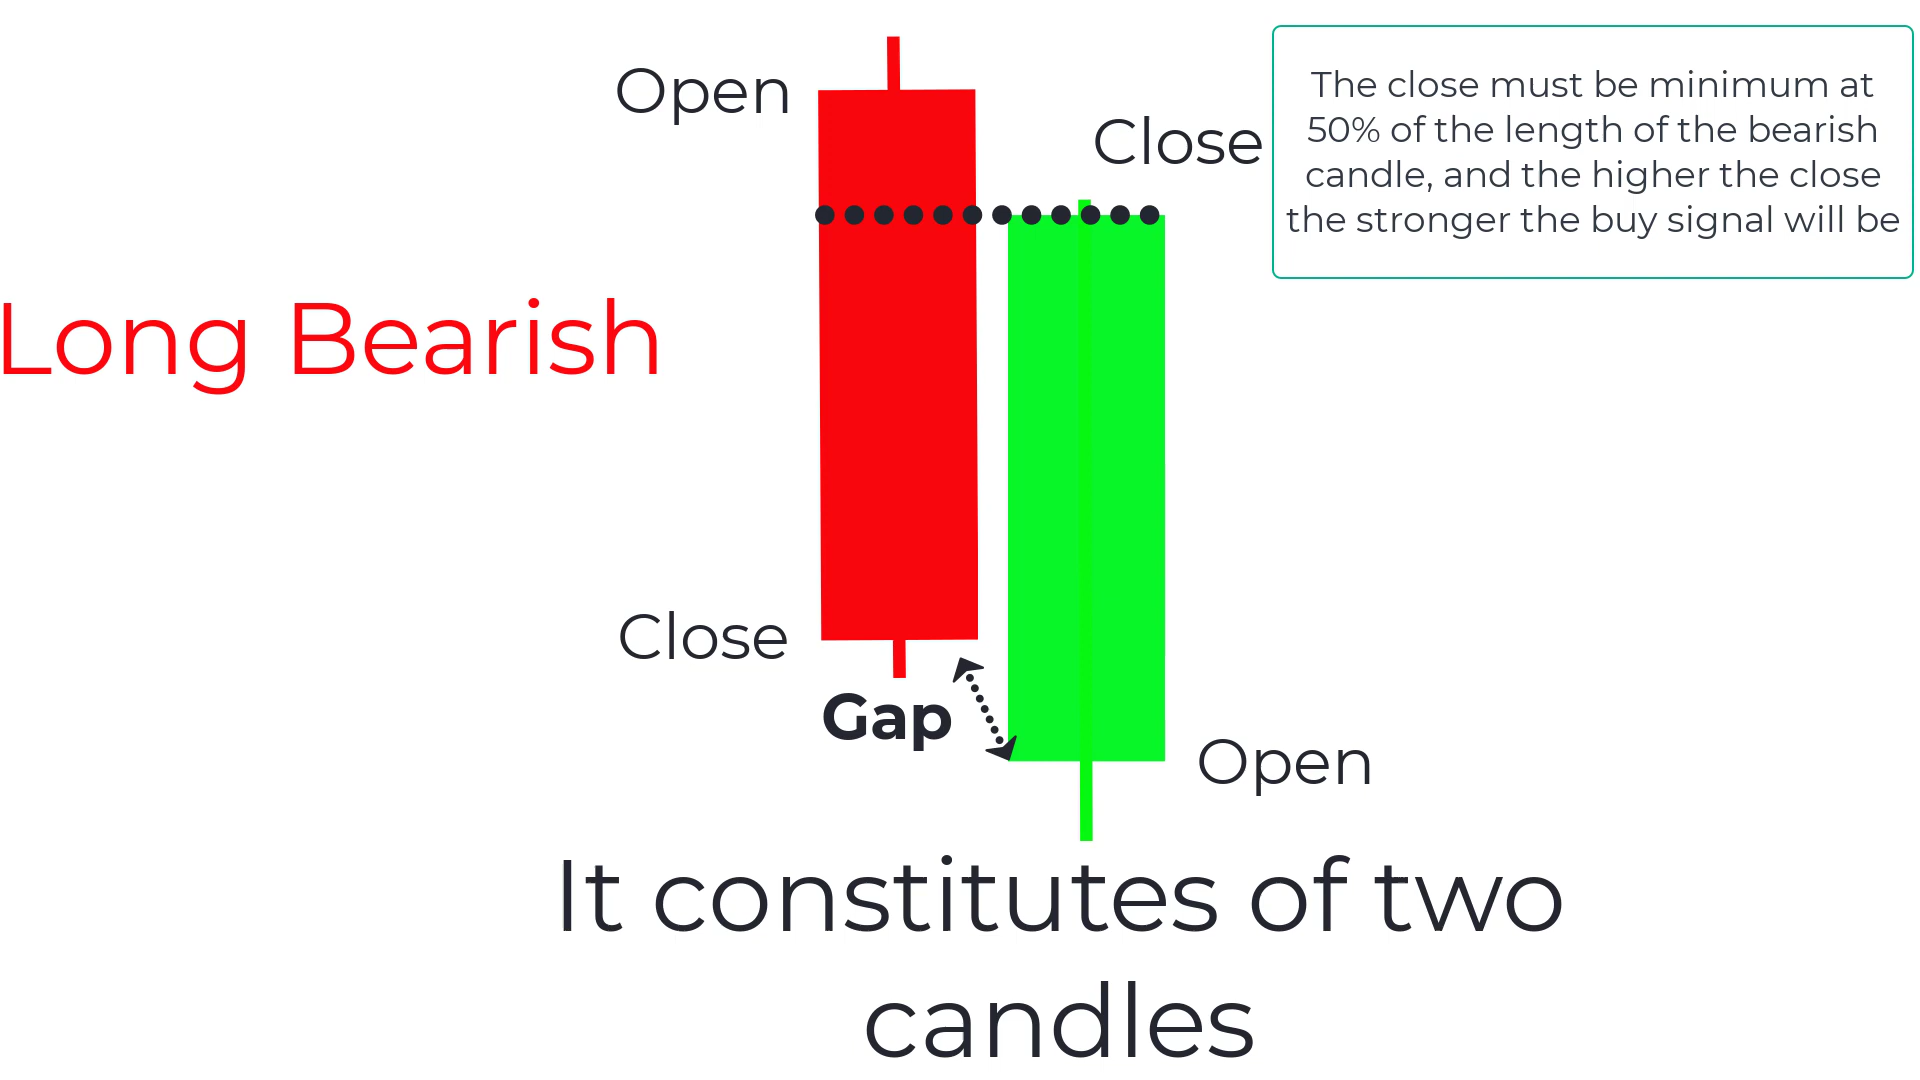 Open
Close
The close must be minimum at
50% of the length of the bearish
candle, and the higher the close
the stronger the buy signal will be
Long Bearish
Close
Gap
Open
It constitutes of two
candles